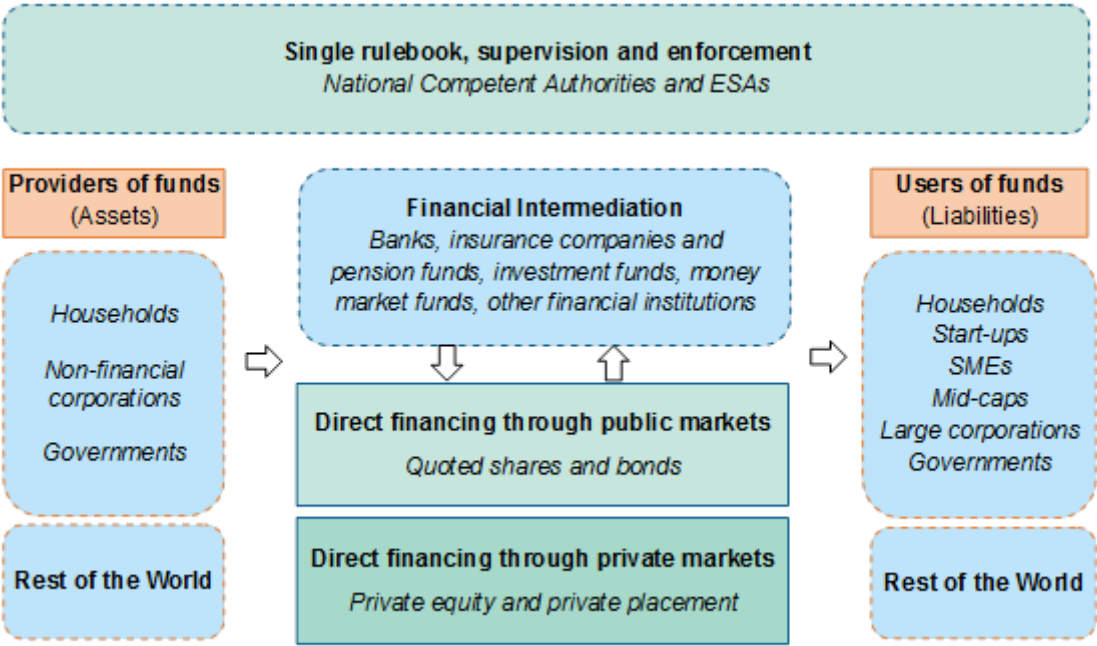 Single rulebook, supervision and enforcement
National Competent Authorities and ESAs
Providers of funds
(Assets)
Households
Non-financial
corporations
Governments
Rest of the World
Financial Intermediation
Banks, insurance companies and
pension funds, investment funds, money
market funds, other financial institutions
Direct financing through public markets
Quoted shares and bonds
Direct financing through private markets
Private equity and private placement
Users of funds
(Liabilities)
Households
Start-ups
SMEs
Mid-caps
Large corporations
Governments
Rest of the World